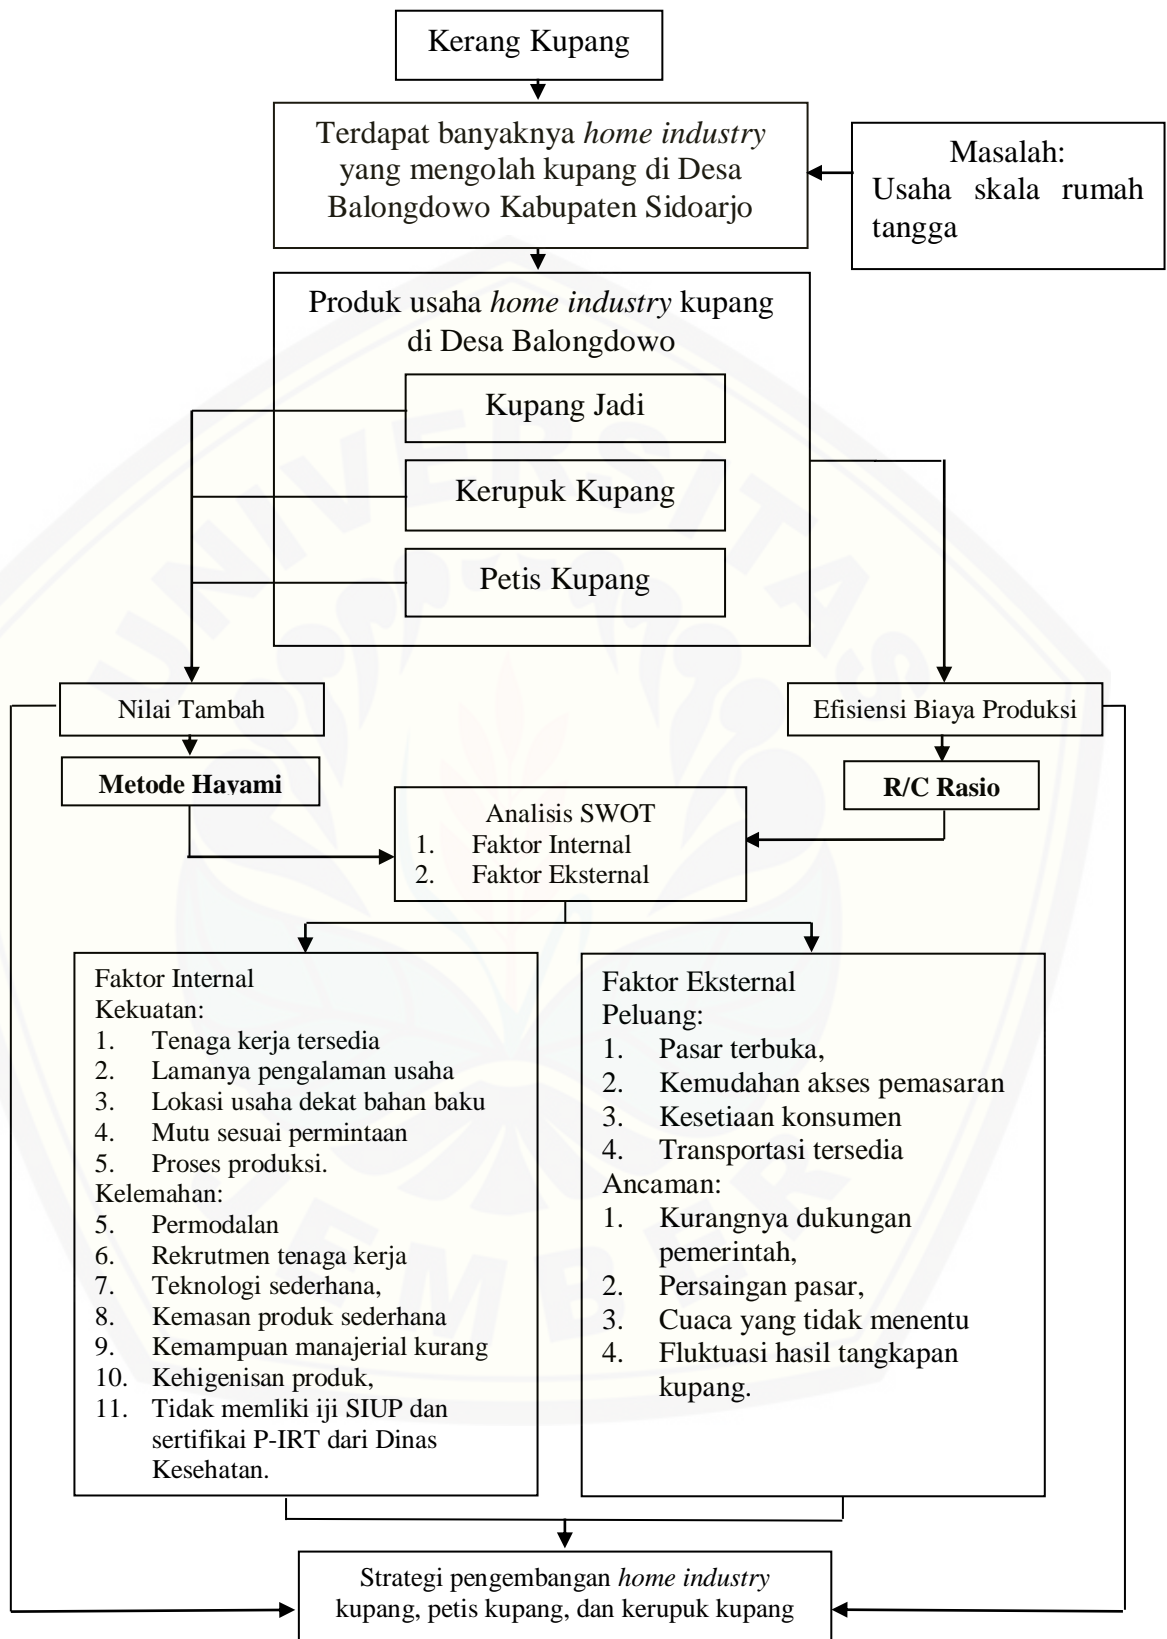 Kerang Kupang
Terdapat banyaknya home industry
yang mengolah kupang di Desa
Balongdowo Kabupaten Sidoarjo
Masalah:
Usaha skala rumah
tangga
Produk usaha home industry kupang
di Desa Balongdowo
Kupang Jadi
Kerupuk Kupang
Petis Kupang
Nilai Tambah
Efisiensi Biaya Produksi
Metode Hayami
R/C Rasio
Analisis SWOT
1. Faktor Internal
2. Faktor Eksternal
Faktor Internal
Kekuatan:
1. Tenaga kerja tersedia
2. Lamanya pengalaman usaha
3. Lokasi usaha dekat bahan baku
4. Mutu sesuai permintaan
5. Proses produksi.
Kelemahan:
5. Permodalan
6. Rekrutmen tenaga kerja
7. Teknologi sederhana,
8. Kemasan produk sederhana
9. Kemampuan manajerial kurang
10. Kehigenisan produk,
11. Tidak memliki iji SIUP dan
sertifikai P-IRT dari Dinas
Kesehatan.
Faktor Eksternal
Peluang:
1. Pasar terbuka,
2. Kemudahan akses pemasaran
3. Kesetiaan konsumen
4. Transportasi tersedia
Ancaman:
1. Kurangnya dukungan
pemerintah,
2. Persaingan pasar,
3. Cuaca yang tidak menentu
4. Fluktuasi hasil tangkapan
kupang.
Strategi pengembangan home industry
kupang, petis kupang, dan kerupuk kupang
UNIVERSITAS
JEMBER